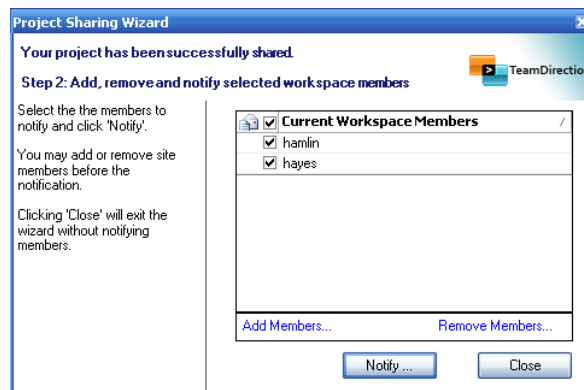 Project Sharing Wizard
Your project has been successfully shared.
Step 2: Add, remove and notify selected workspace members
TeamDirectio
Select the the members to
notify and click 'Notify'.
You may add or remove site
members before the
notification.
Clicking 'Close' will exit the
wizard without notifying
members.
Current Workspace Members
hamlin
hayes
Add Members...
Remove Members...
Notify ...
Close